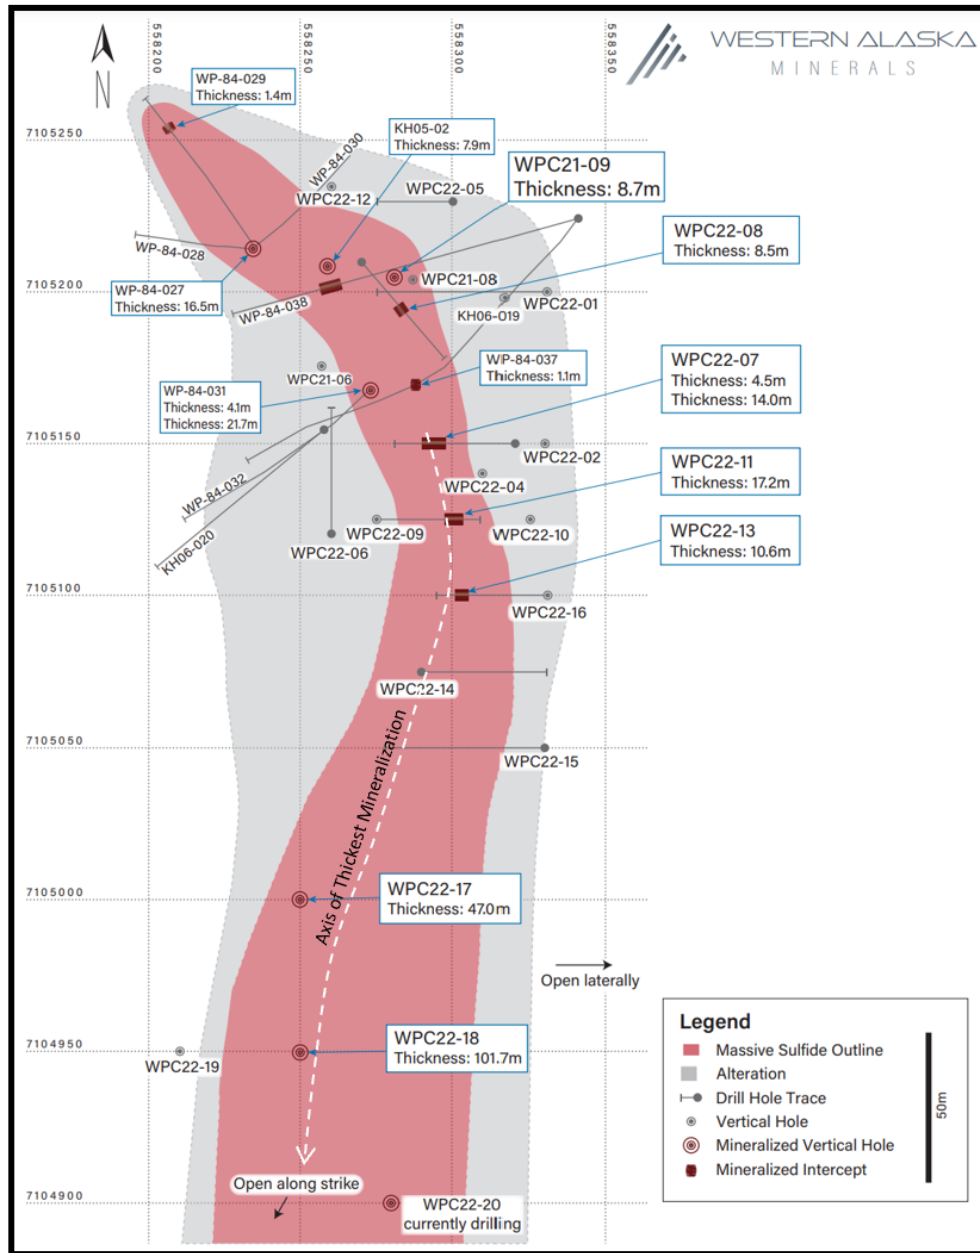 WESTERN ALASKA
MINERALS
558200
558250
558300
558350
N
WP-84-029
Thickness: 1.4m
7105250
KH05-02
Thickness: 7.9m
WP-84-030
WPC21-09
Thickness: 8.7m
WPC22-12
WPC22-05
WPC22-08
Thickness: 8.5m
WP-84-028
WP-84-027
Thickness: 16.5m
WPC21-08
7105200
WPC22-01
WP-84-038
KH06-019
WPC21-06
WP-84-037
Thickness: 1.1m
WPC22-07
Thickness: 4.5m
Thickness: 14.0m
WP-84-031
Thickness: 4.1m
Thickness: 21.7m
7105150
WPC22-02
WPC22-04
WPC22-11
Thickness: 17.2m
WP-84-032
KH06-020
WPC22-06
WPC22-09
WPC22-10
WPC22-13
Thickness: 10.6m
7105100
WPC22-16
WPC22-14
7105050
WPC22-15
Axis of Thickest Mineralization
7105000
WPC22-17
Thickness: 47.0m
Open laterally
7104950
WPC22-19
WPC22-18
Thickness: 101.7m
Open along strike
7104900
WPC22-20
currently drilling
Legend
Massive Sulfide Outline
Alteration
Drill Hole Trace
Vertical Hole
Mineralized Vertical Hole
Mineralized Intercept
50m